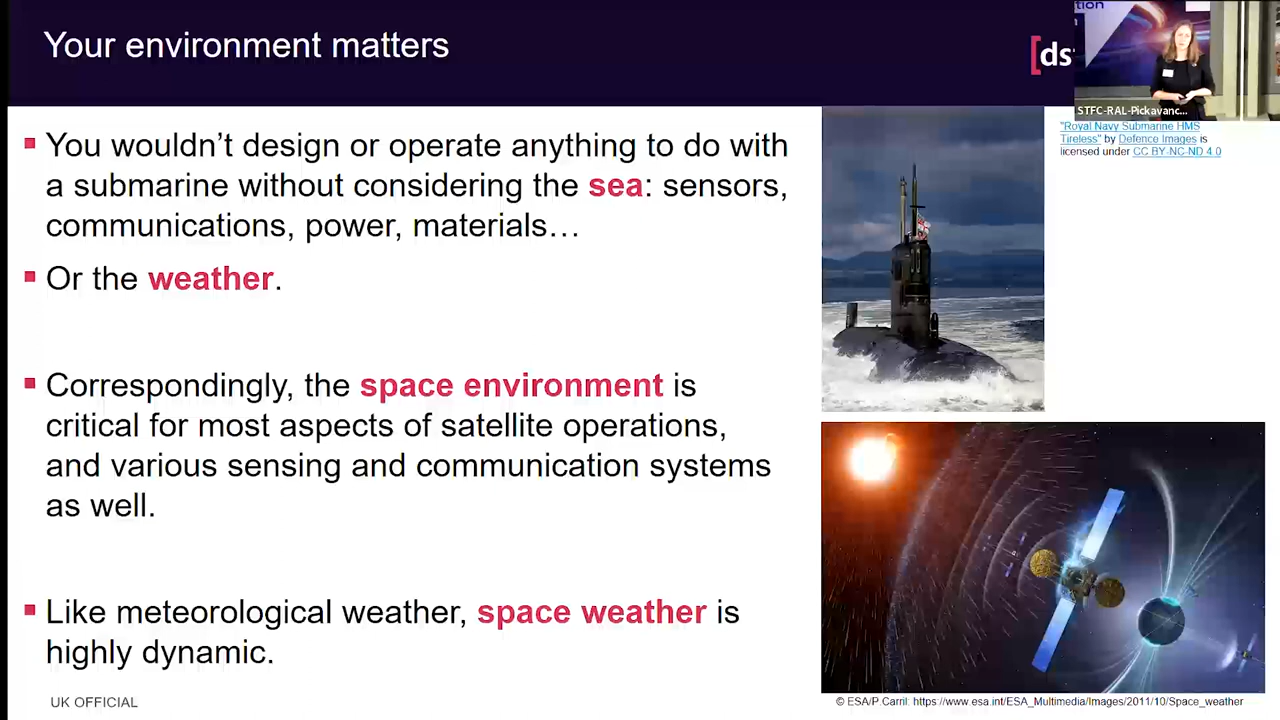 Your environment matters
[ds
tion
STFC-RAL-Pickavanc...
You wouldn’t design or operate anything to do with
a submarine without considering the sea: sensors,
communications, power, materials…
Or the weather.
Correspondingly, the space environment is
critical for most aspects of satellite operations,
and various sensing and communication systems
as well.
Like meteorological weather, space weather is
highly dynamic.
"Royal Navy Submarine HMS
Tireless" by Defence Images is
licensed under CC BY-NC-ND 4.0
© ESA/P.Carril: https://www.esa.int/ESA_Multimedia/Images/2011/10/Space_weather
UK OFFICIAL